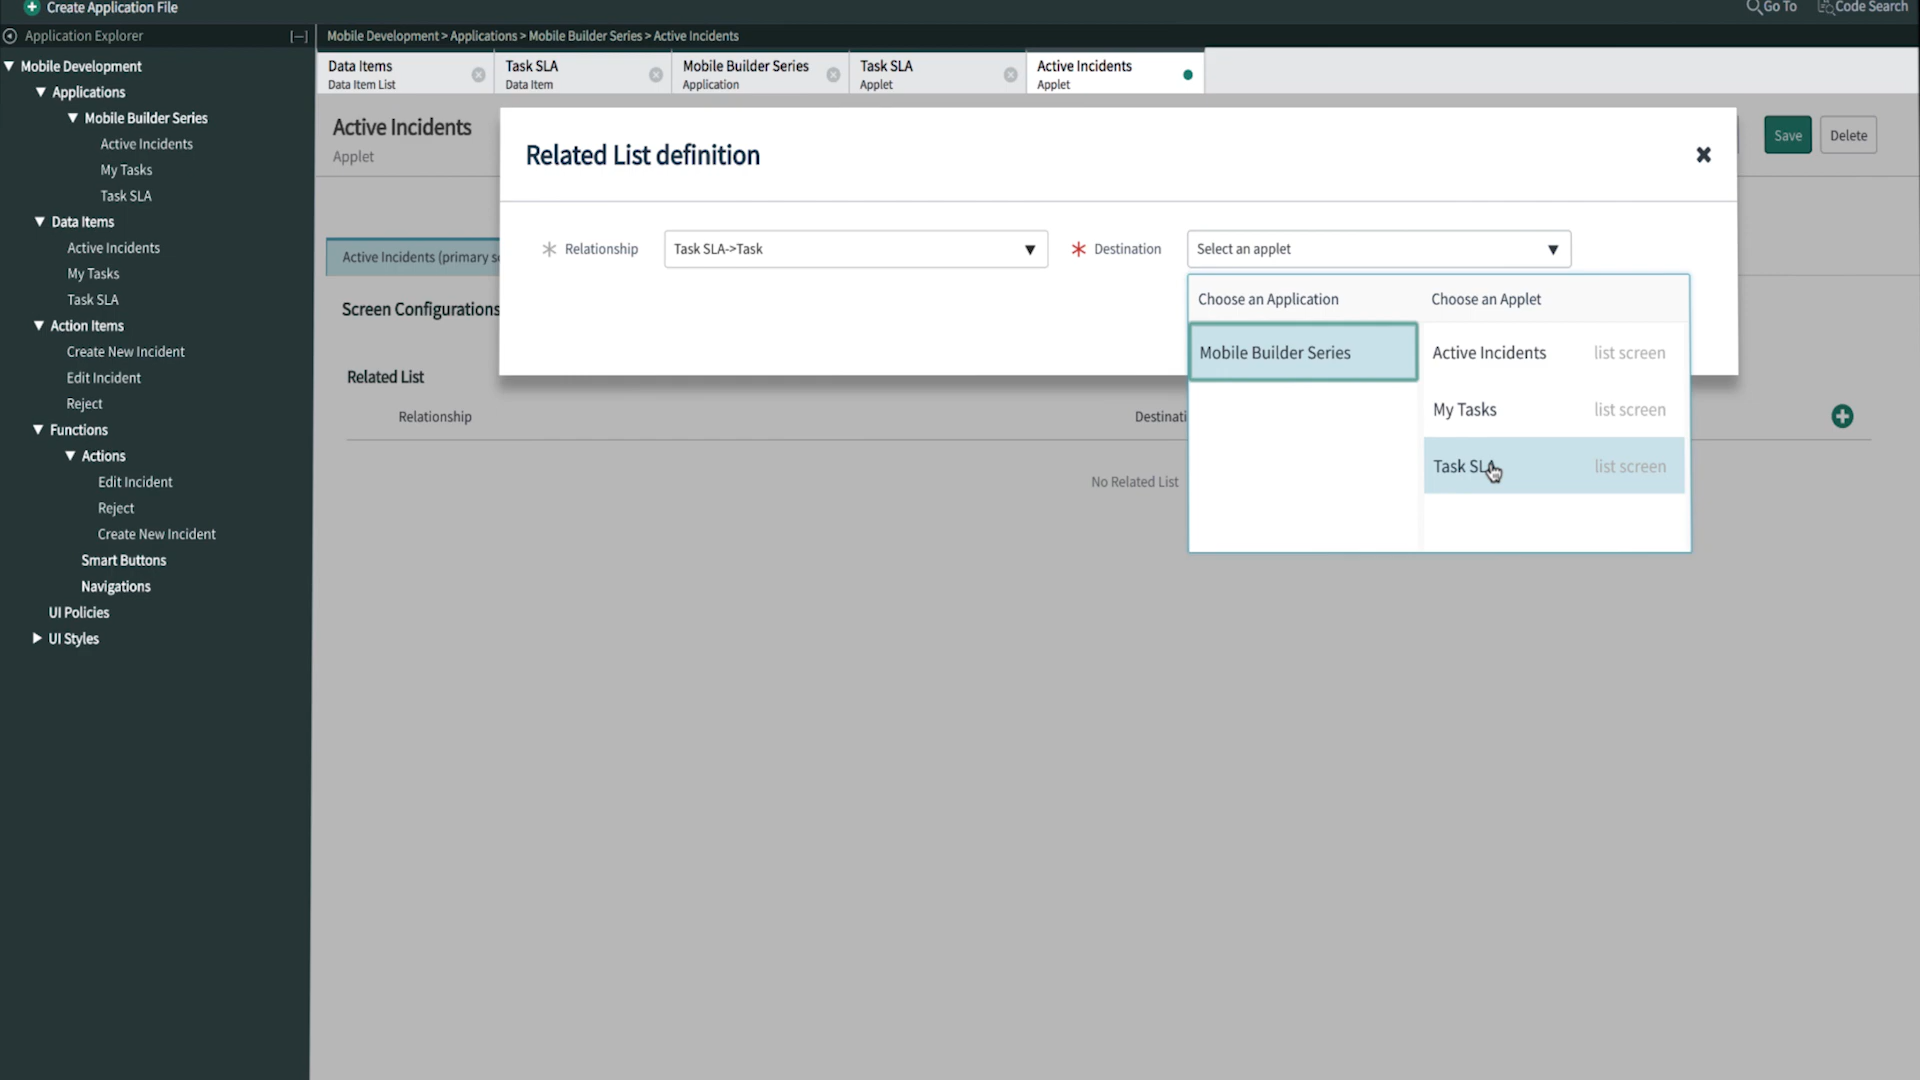 Create Application File
Go To
Code Search
Application Explorer
[—]
Mobile Development > Applications > Mobile Builder Series > Active Incidents
Mobile Development
Applications
Mobile Builder Series
Active Incidents
My Tasks
Task SLA
Data Items
Active Incidents
My Tasks
Task SLA
Action Items
Create New Incident
Edit Incident
Reject
Functions
Actions
Edit Incident
Reject
Create New Incident
Smart Buttons
Navigations
UI Policies
UI Styles
Data Items
Data Item List
Task SLA
Data Item
Mobile Builder Series
Application
Task SLA
Applet
Active Incidents
Applet
Active Incidents
Applet
Save
Delete
Active Incidents (primary s
Screen Configurations
Related List
Relationship
Destinati
No Related List
Related List definition
Relationship
Task SLA->Task
Destination
Select an applet
Choose an Application
Choose an Applet
Mobile Builder Series
Active Incidents list screen
My Tasks list screen
Task SLA list screen